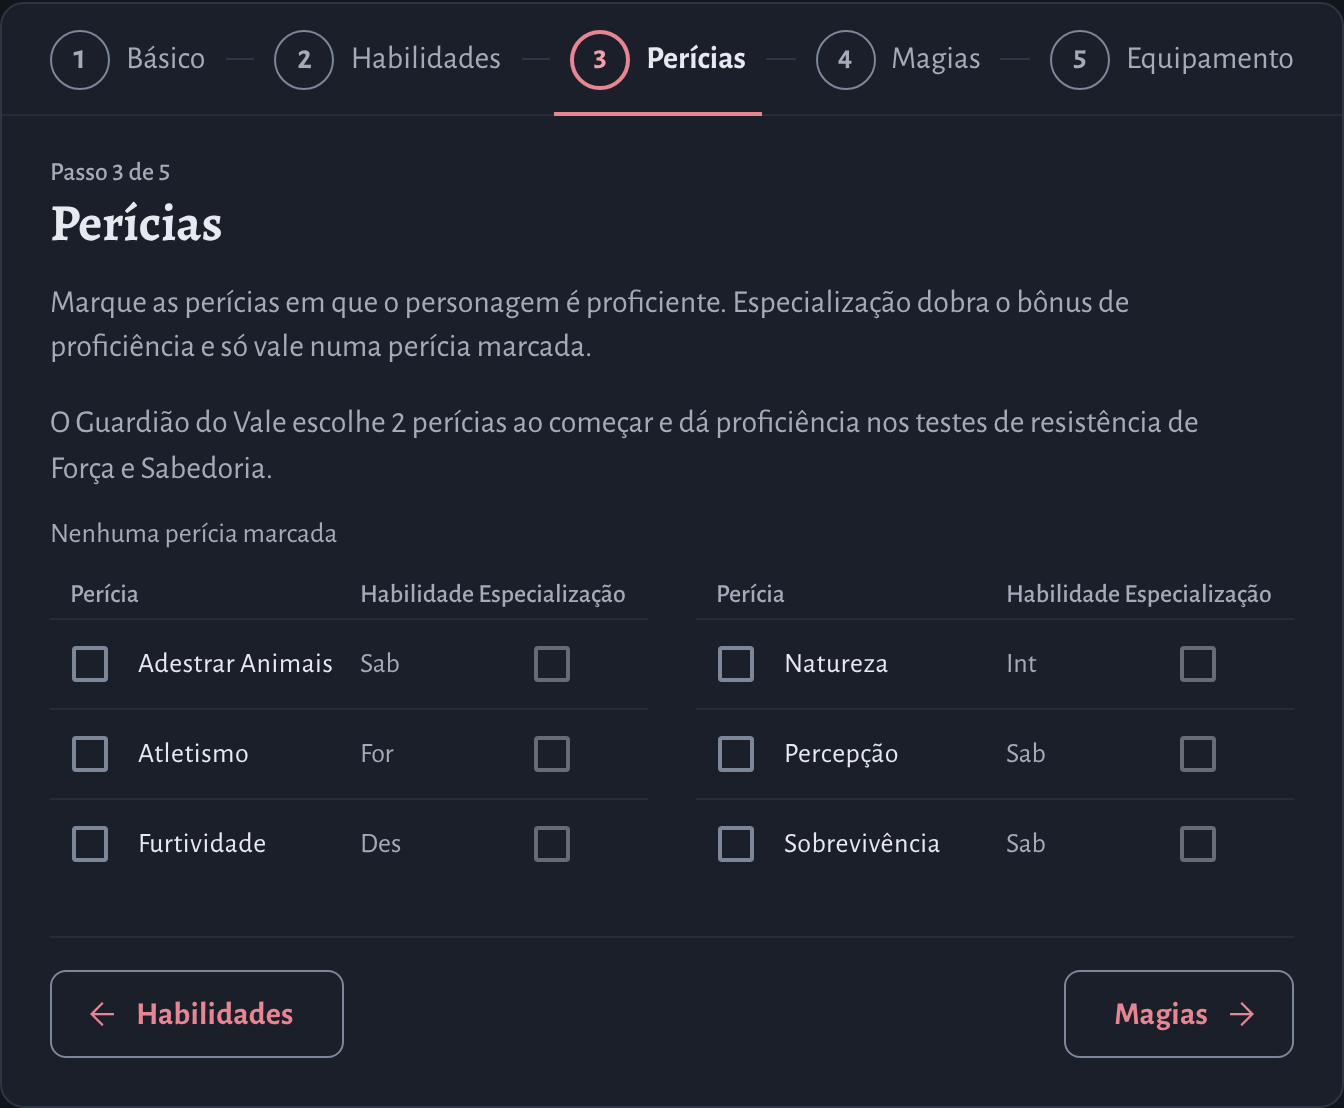 1 Básico 2 Habilidades 3 Perícias 4 Magias 5 Equipamento
Passo 3 de 5
Perícias
Marque as perícias em que o personagem é proficiente. Especialização dobra o bônus de
proficiência e só vale numa perícia marcada.
O Guardião do Vale escolhe 2 perícias ao começar e dá proficiência nos testes de resistência de
Força e Sabedoria.
Nenhuma perícia marcada
Perícia Habilidade Especialização
Adestrar Animais Sab
Atletismo For
Furtividade Des
Perícia Habilidade Especialização
Natureza Int
Percepção Sab
Sobrevivência Sab
← Habilidades
Magias →